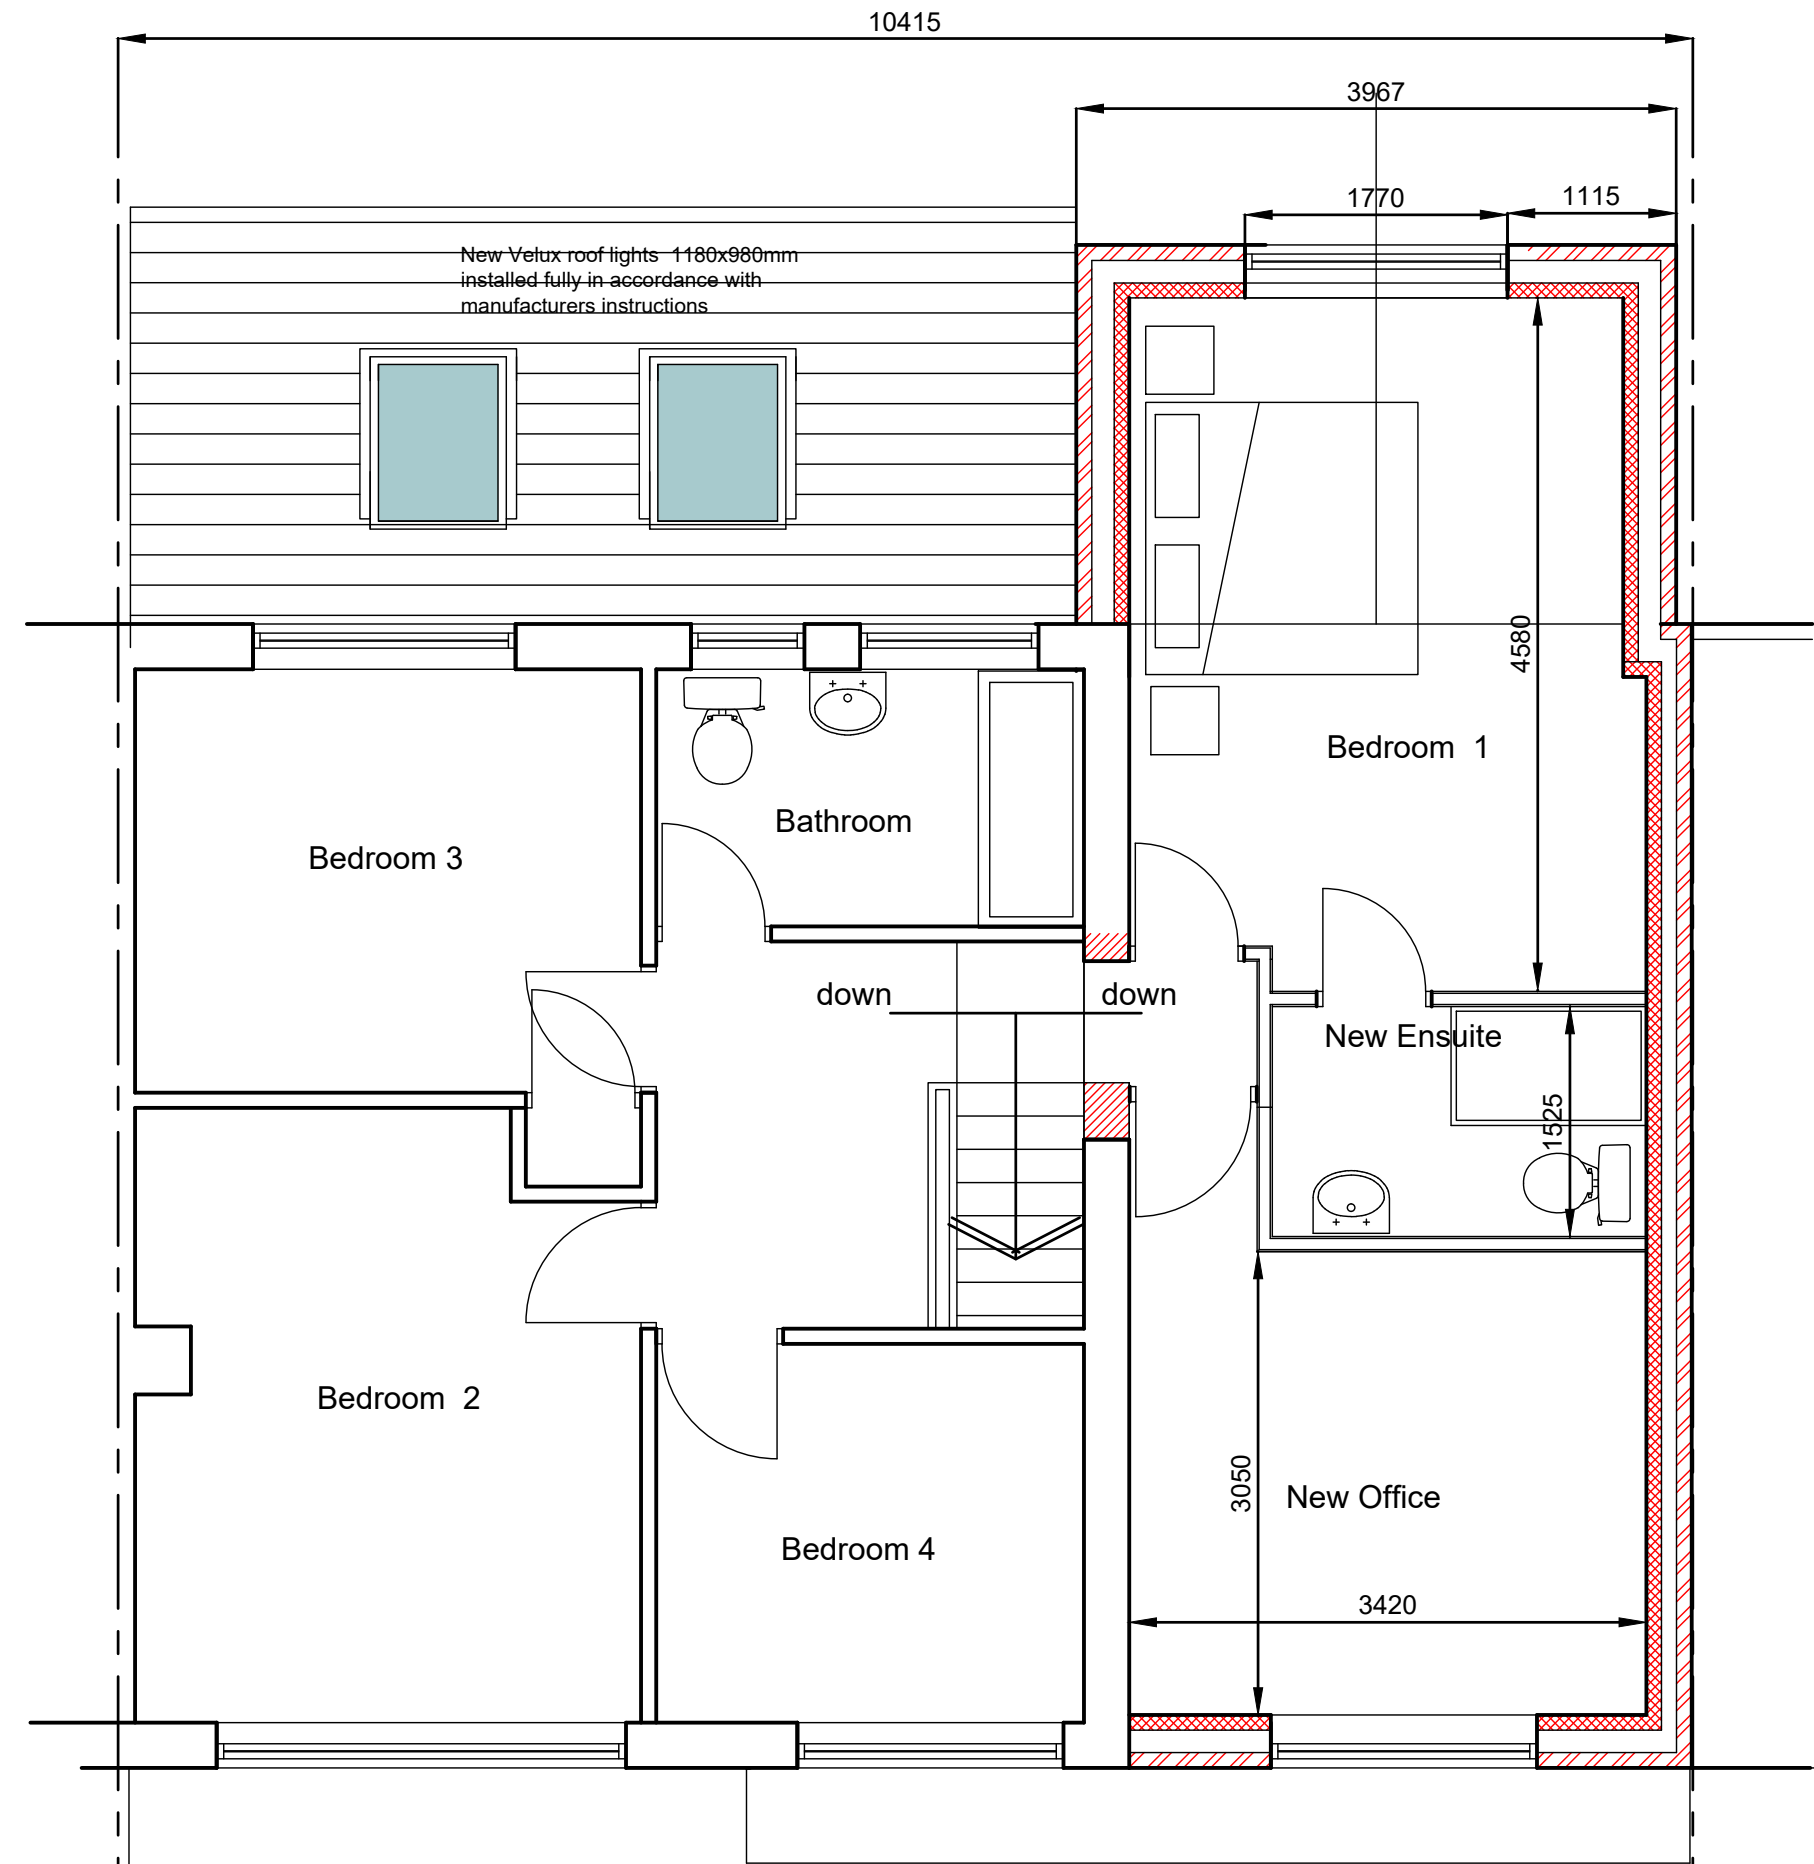 10415
3967
1770
1115
New Velux roof lights 1180x980mm
installed fully in accordance with
manufacturers instructions
4580
Bedroom 1
Bathroom
Bedroom 3
down
down
New Ensuite
1525
Bedroom 2
3050
New Office
Bedroom 4
3420